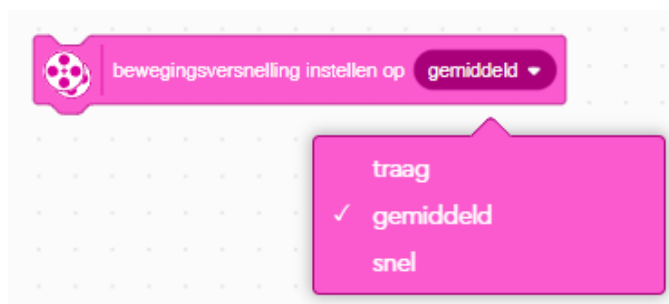 bewegingsversnelling instellen op gemiddeld
traag
gemiddeld
snel